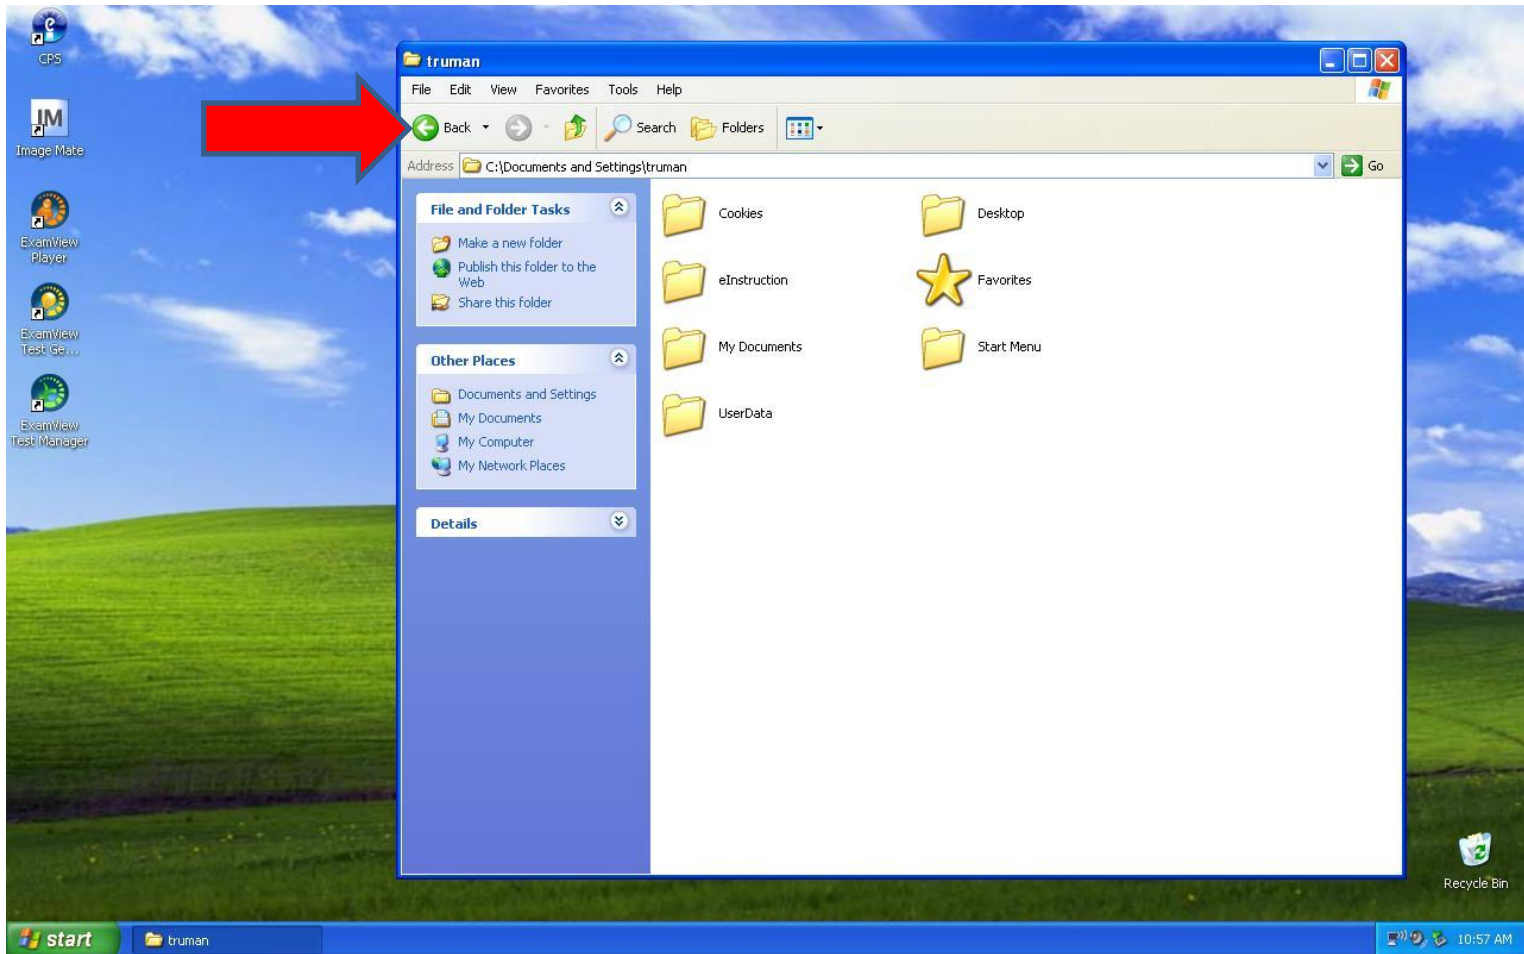 CPS
IM
Image Mate
ExamView
Player
ExamView
Test Ge...
ExamView
Test Manager
truman
File Edit View Favorites Tools Help
Back Search Folders
Address C:\Documents and Settings\truman Go
File and Folder Tasks
Make a new folder
Publish this folder to the
Web
Share this folder
Other Places
Documents and Settings
My Documents
My Computer
My Network Places
Details
Cookies Desktop
eInstruction Favorites
My Documents Start Menu
UserData
Recycle Bin
start truman 10:57 AM